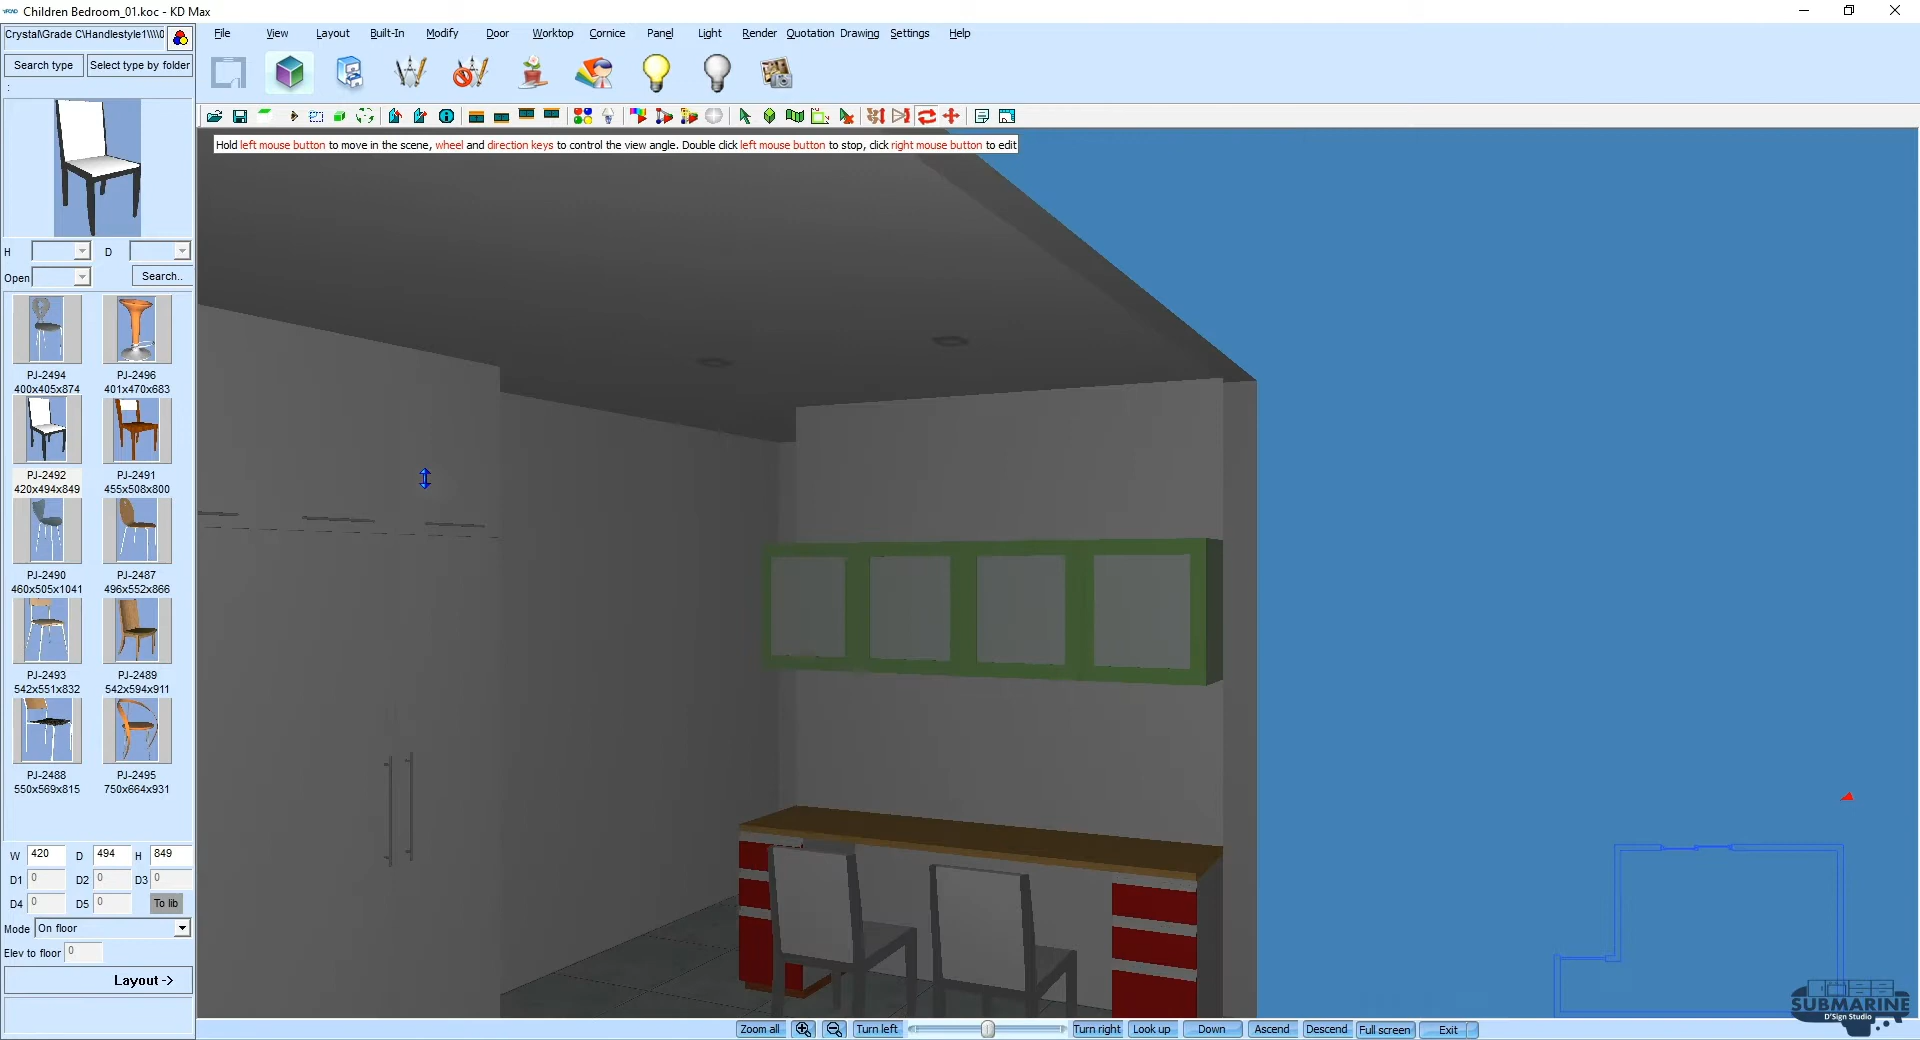 Children Bedroom_01.koc - KD Max
Crystal\Grade C\Handlestyle1\\\\0
File View Layout Built-In Modify Door Worktop Cornice Panel Light Render Quotation Drawing Settings Help
Search type Select type by folder
:
Hold left mouse button to move in the scene, wheel and direction keys to control the view angle. Double click left mouse button to stop, click right mouse button to edit
H D
Open Search..
PJ-2494 PJ-2496
400x405x874 401x470x683
PJ-2492 PJ-2491
420x494x849 455x508x800
PJ-2490 PJ-2487
460x505x1041 496x552x866
PJ-2493 PJ-2489
542x551x832 542x594x911
PJ-2488 PJ-2495
550x569x815 750x664x931
W 420 D 494 H 849
D1 0 D2 0 D3 0
D4 0 D5 0 To lib
Mode On floor
Elev to floor 0
Layout ->
Zoom all Turn left Turn right Look up Down Ascend Descend Full screen Exit
SUBMARINE
D'Sign Studio